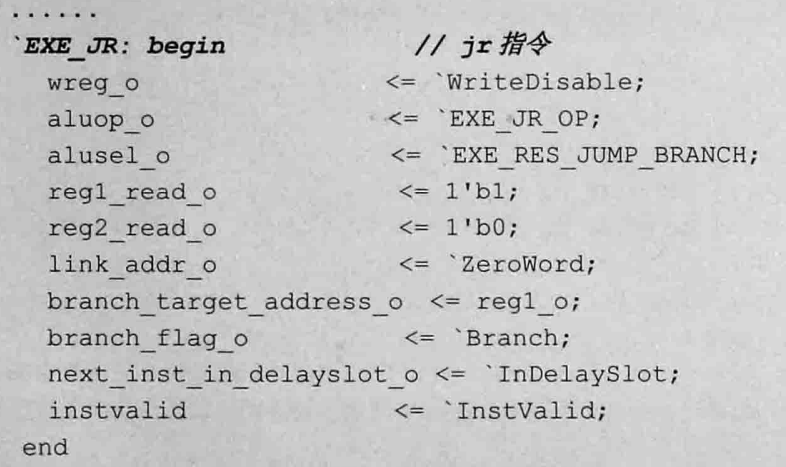 ......
`EXE_JR: begin // jr 指令
wreg_o <= `WriteDisable;
aluop_o <= `EXE_JR_OP;
alusel_o <= `EXE_RES_JUMP_BRANCH;
reg1_read_o <= 1'b1;
reg2_read_o <= 1'b0;
link_addr_o <= `ZeroWord;
branch_target_address_o <= reg1_o;
branch_flag_o <= `Branch;
next_inst_in_delayslot_o <= `InDelaySlot;
instvalid <= `InstValid;
end